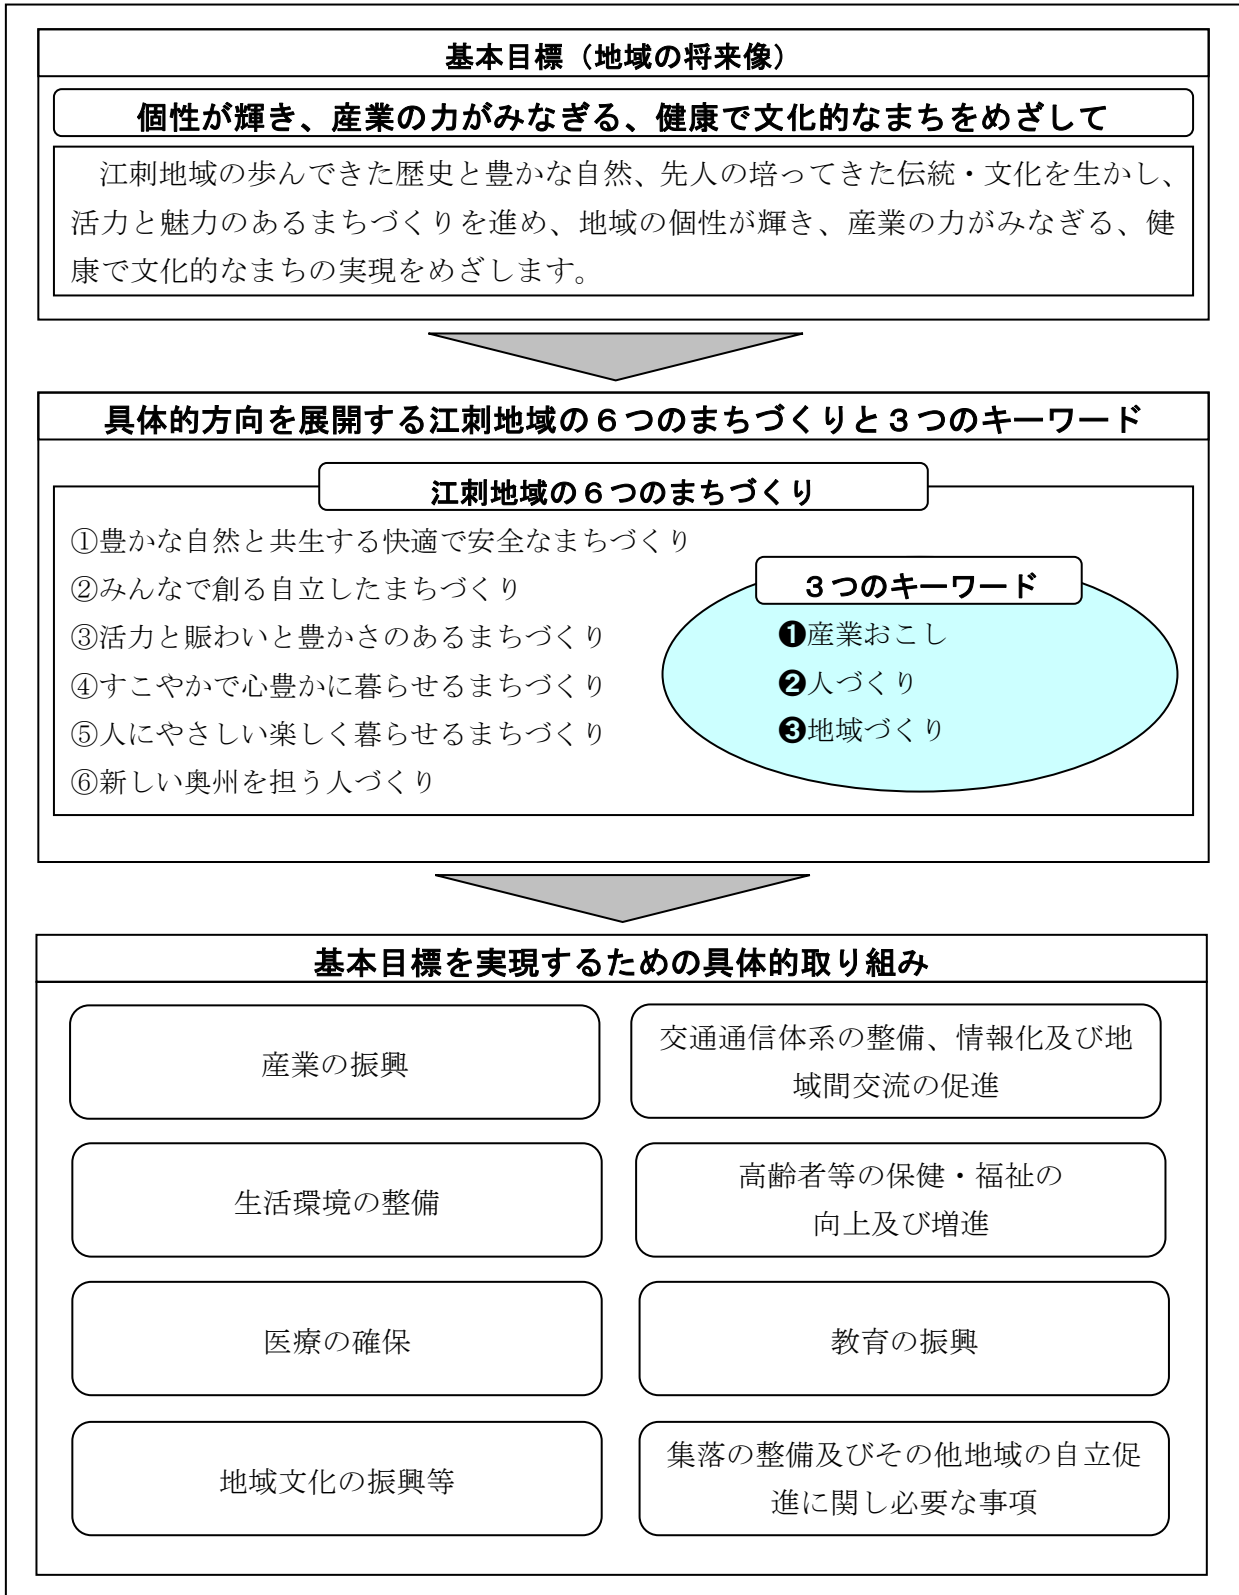 基本目標（地域の将来像）
個性が輝き、産業の力がみなぎる、健康で文化的なまちをめざして
江刺地域の歩んできた歴史と豊かな自然、先人の培ってきた伝統・文化を生かし、
活力と魅力のあるまちづくりを進め、地域の個性が輝き、産業の力がみなぎる、健
康で文化的なまちの実現をめざします。
具体的方向を展開する江刺地域の６つのまちづくりと３つのキーワード
江刺地域の６つのまちづくり
①豊かな自然と共生する快適で安全なまちづくり
②みんなで創る自立したまちづくり
③活力と賑わいと豊かさのあるまちづくり
④すこやかで心豊かに暮らせるまちづくり
⑤人にやさしい楽しく暮らせるまちづくり
⑥新しい奥州を担う人づくり
３つのキーワード
❶産業おこし
❷人づくり
❸地域づくり
基本目標を実現するための具体的取り組み
産業の振興
交通通信体系の整備、情報化及び地
域間交流の促進
生活環境の整備
高齢者等の保健・福祉の
向上及び増進
医療の確保
教育の振興
地域文化の振興等
集落の整備及びその他地域の自立促
進に関し必要な事項